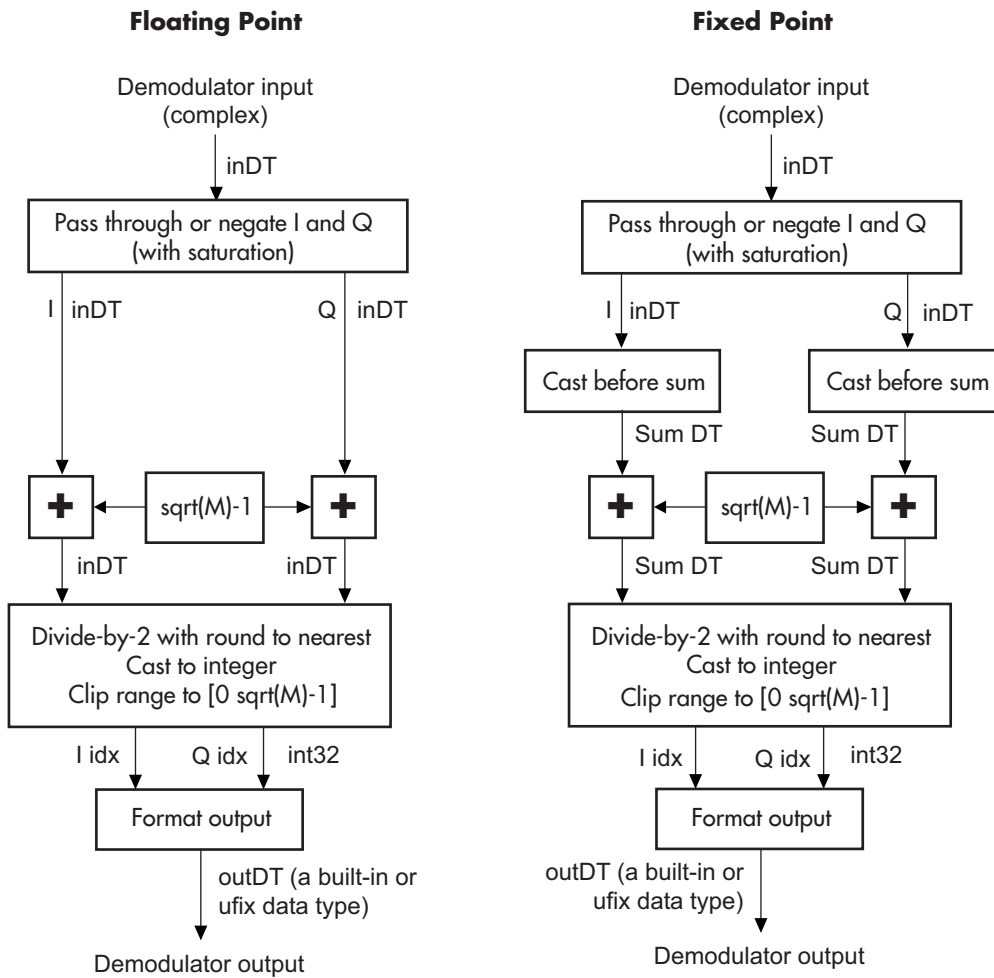 Floating Point
Demodulator input
(complex)
inDT
Pass through or negate I and Q
(with saturation)
I
inDT
Q
inDT
+
sqrt(M)-1
+
inDT
inDT
Divide-by-2 with round to nearest
Cast to integer
Clip range to [0 sqrt(M)-1]
I idx
Q idx
int32
Format output
outDT (a built-in or
ufix data type)
Demodulator output
Fixed Point
Demodulator input
(complex)
inDT
Pass through or negate I and Q
(with saturation)
I
inDT
Q
inDT
Cast before sum
Cast before sum
Sum DT
Sum DT
+
sqrt(M)-1
+
Sum DT
Sum DT
Divide-by-2 with round to nearest
Cast to integer
Clip range to [0 sqrt(M)-1]
I idx
Q idx
int32
Format output
outDT (a built-in or
ufix data type)
Demodulator output